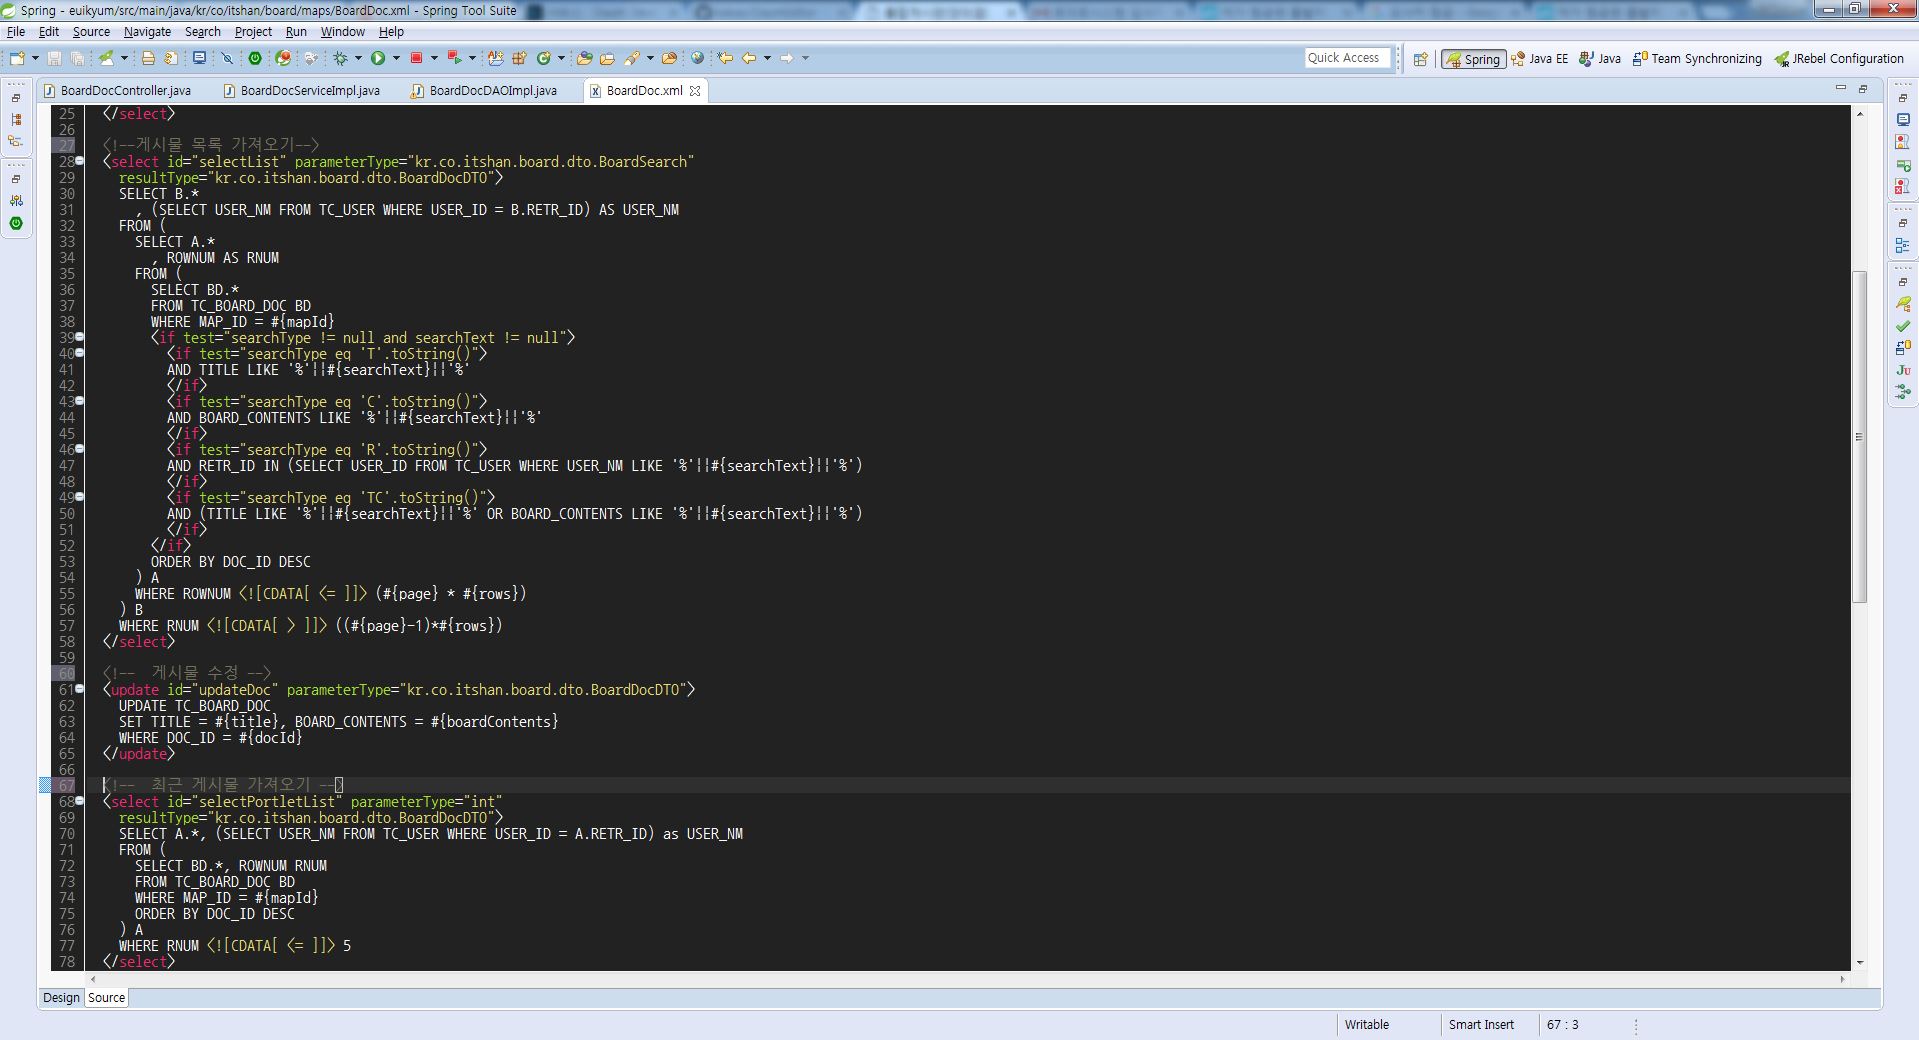 Spring - euikyum/src/main/java/kr/co/itshan/board/maps/BoardDoc.xml - Spring Tool Suite
File Edit Source Navigate Search Project Run Window Help
Quick Access Spring Java EE Java Team Synchronizing JRebel Configuration
BoardDocController.java BoardDocServiceImpl.java BoardDocDAOImpl.java BoardDoc.xml
25 </select>
26
27 <!--게시물 목록 가져오기-->
28 <select id="selectList" parameterType="kr.co.itshan.board.dto.BoardSearch"
29 resultType="kr.co.itshan.board.dto.BoardDocDTO">
30 SELECT B.*
31 , (SELECT USER_NM FROM TC_USER WHERE USER_ID = B.RETR_ID) AS USER_NM
32 FROM (
33 SELECT A.*
34 , ROWNUM AS RNUM
35 FROM (
36 SELECT BD.*
37 FROM TC_BOARD_DOC BD
38 WHERE MAP_ID = #{mapId}
39 <if test="searchType != null and searchText != null">
40 <if test="searchType eq 'T'.toString()">
41 AND TITLE LIKE '%'||#{searchText}||'%'
42 </if>
43 <if test="searchType eq 'C'.toString()">
44 AND BOARD_CONTENTS LIKE '%'||#{searchText}||'%'
45 </if>
46 <if test="searchType eq 'R'.toString()">
47 AND RETR_ID IN (SELECT USER_ID FROM TC_USER WHERE USER_NM LIKE '%'||#{searchText}||'%')
48 </if>
49 <if test="searchType eq 'TC'.toString()">
50 AND (TITLE LIKE '%'||#{searchText}||'%' OR BOARD_CONTENTS LIKE '%'||#{searchText}||'%')
51 </if>
52 </if>
53 ORDER BY DOC_ID DESC
54 ) A
55 WHERE ROWNUM <![CDATA[ <= ]]> (#{page} * #{rows})
56 ) B
57 WHERE RNUM <![CDATA[ > ]]> ((#{page}-1)*#{rows})
58 </select>
59
60 <!-- 게시물 수정 -->
61 <update id="updateDoc" parameterType="kr.co.itshan.board.dto.BoardDocDTO">
62 UPDATE TC_BOARD_DOC
63 SET TITLE = #{title}, BOARD_CONTENTS = #{boardContents}
64 WHERE DOC_ID = #{docId}
65 </update>
66
67 <!-- 최근 게시물 가져오기 -->
68 <select id="selectPortletList" parameterType="int"
69 resultType="kr.co.itshan.board.dto.BoardDocDTO">
70 SELECT A.*, (SELECT USER_NM FROM TC_USER WHERE USER_ID = A.RETR_ID) as USER_NM
71 FROM (
72 SELECT BD.*, ROWNUM RNUM
73 FROM TC_BOARD_DOC BD
74 WHERE MAP_ID = #{mapId}
75 ORDER BY DOC_ID DESC
76 ) A
77 WHERE RNUM <![CDATA[ <= ]]> 5
78 </select>
Design Source
Writable Smart Insert 67 : 3